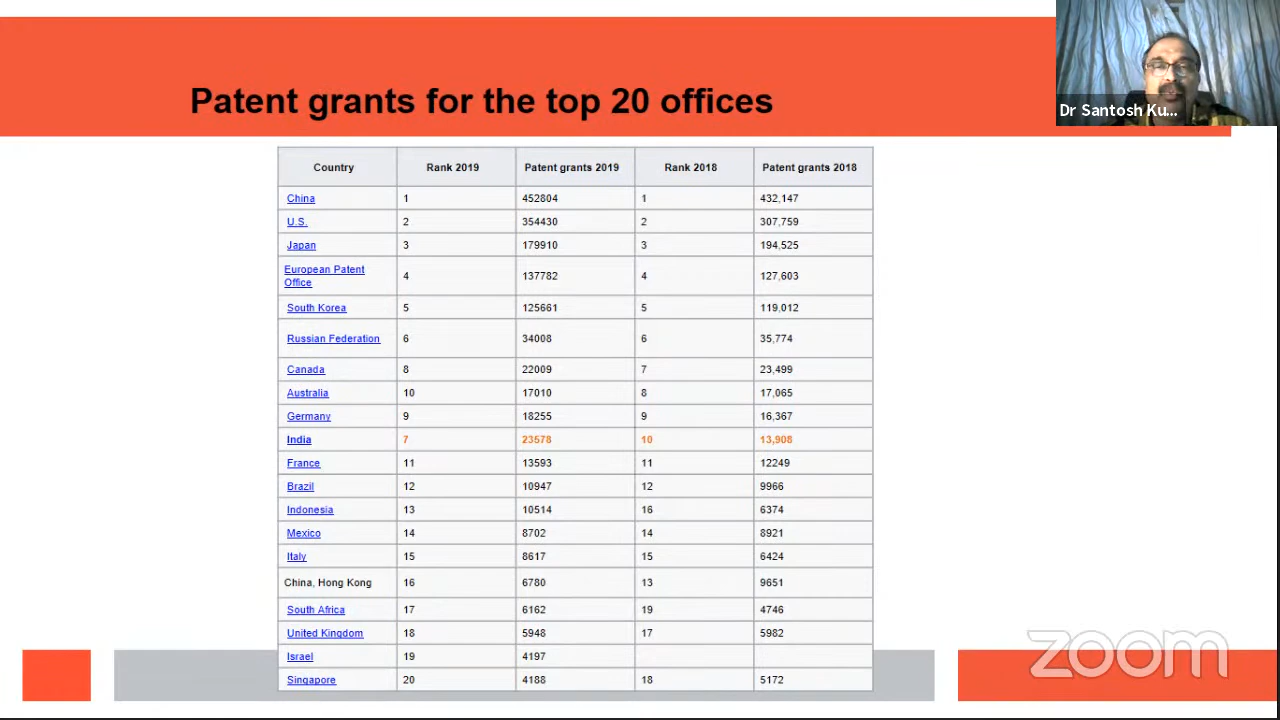 Patent grants for the top 20 offices
Dr Santosh Ku...
Country Rank 2019 Patent grants 2019 Rank 2018 Patent grants 2018
China 1 452804 1 432,147
U.S. 2 354430 2 307,759
Japan 3 179910 3 194,525
European Patent
Office 4 137782 4 127,603
South Korea 5 125661 5 119,012
Russian Federation 6 34008 6 35,774
Canada 8 22009 7 23,499
Australia 10 17010 8 17,065
Germany 9 18255 9 16,367
India 7 23578 10 13,908
France 11 13593 11 12249
Brazil 12 10947 12 9966
Indonesia 13 10514 16 6374
Mexico 14 8702 14 8921
Italy 15 8617 15 6424
China, Hong Kong 16 6780 13 9651
South Africa 17 6162 19 4746
United Kingdom 18 5948 17 5982
Israel 19 4197
Singapore 20 4188 18 5172
zoom